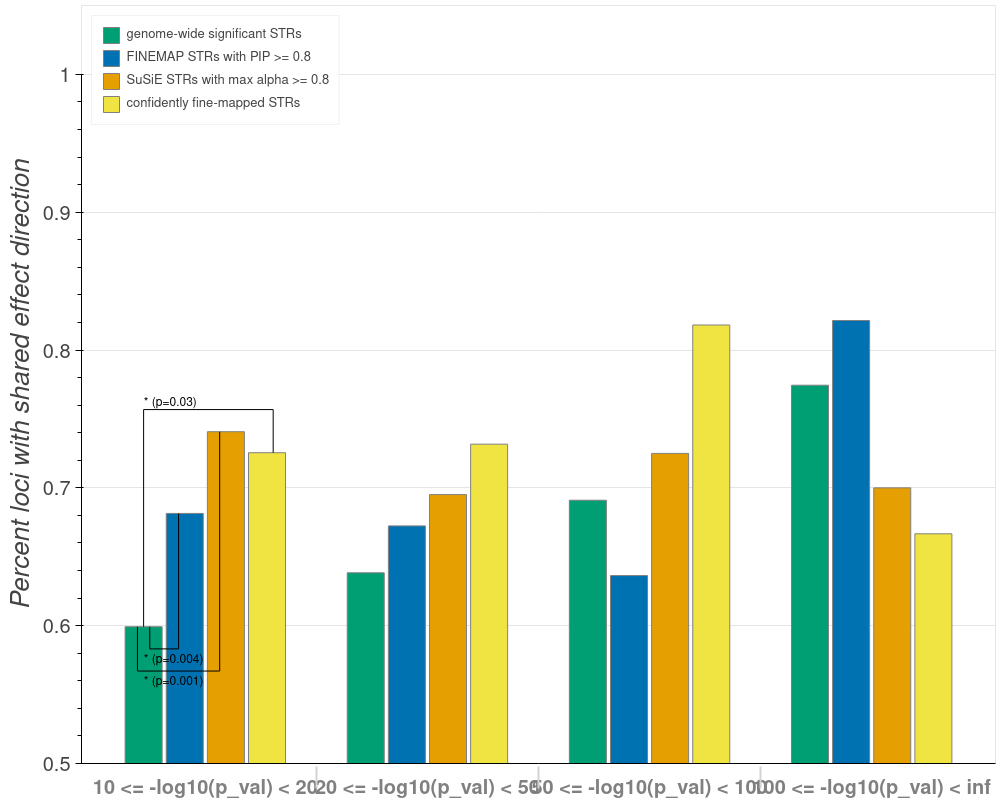 genome-wide significant STRs
FINEMAP STRs with PIP >= 0.8
SuSiE STRs with max alpha >= 0.8
confidently fine-mapped STRs
Percent loci with shared effect direction
1
0.9
0.8
0.7
0.6
0.5
* (p=0.03)
* (p=0.004)
* (p=0.001)
10 <= -log10(p_val) < 20
20 <= -log10(p_val) < 50
50 <= -log10(p_val) < 100
100 <= -log10(p_val) < inf